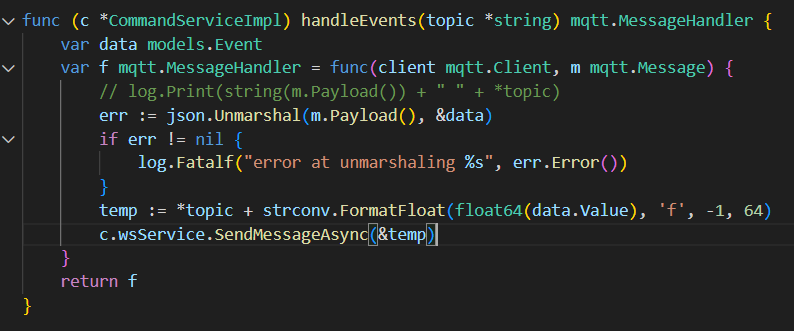 func (c *CommandServiceImpl) handleEvents(topic *string) mqtt.MessageHandler {
    var data models.Event
    var f mqtt.MessageHandler = func(client mqtt.Client, m mqtt.Message) {
        // log.Print(string(m.Payload()) + " " + *topic)
        err := json.Unmarshal(m.Payload(), &data)
        if err != nil {
            log.Fatalf("error at unmarshaling %s", err.Error())
        }
        temp := *topic + strconv.FormatFloat(float64(data.Value), 'f', -1, 64)
        c.wsService.SendMessageAsync(&temp)
    }
    return f
}